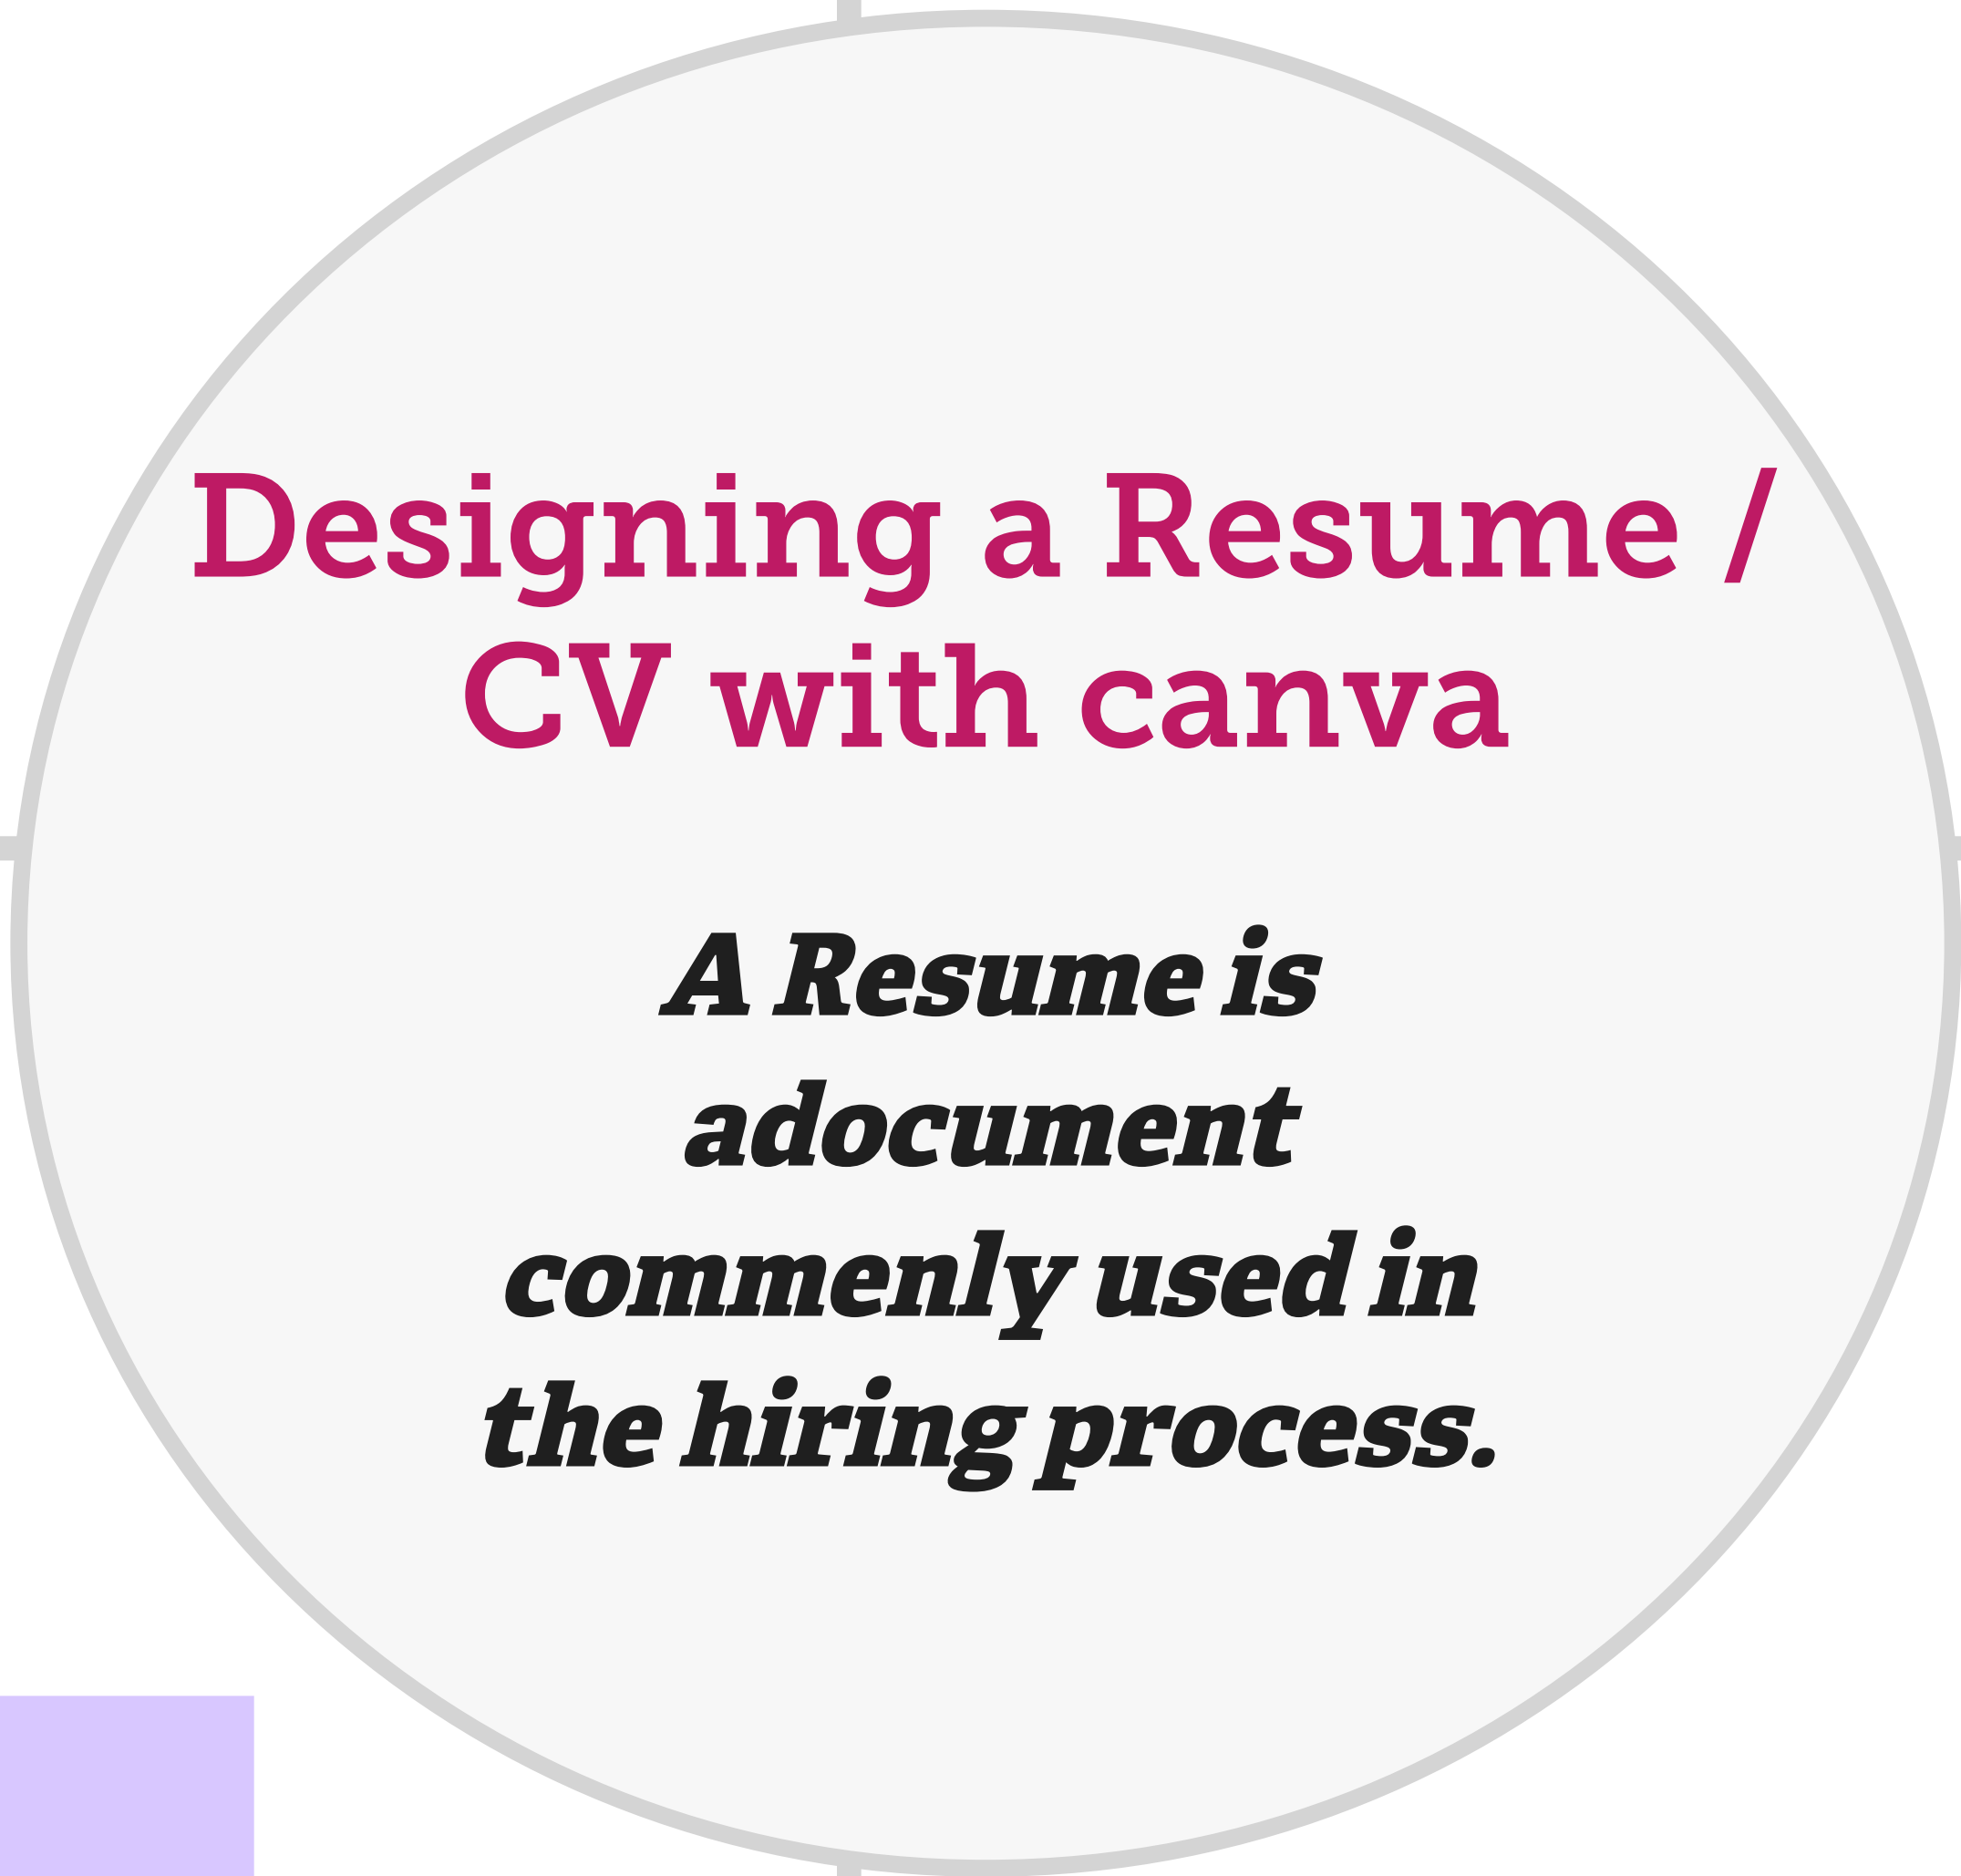 Designing a Resume /
CV with canva
A Resume is
adocument
commenly used in
the hiring process.